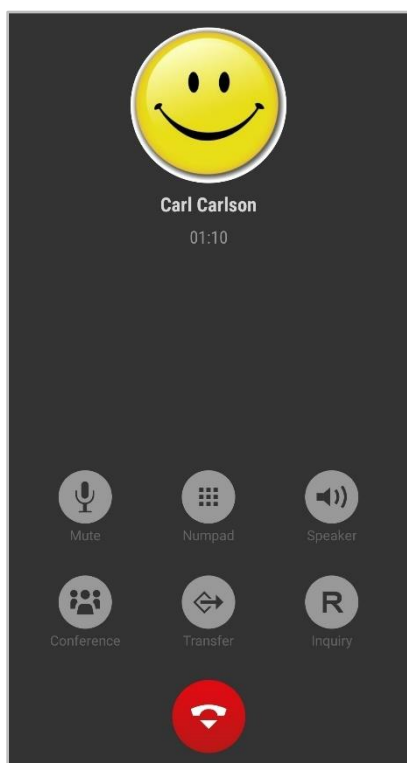 Carl Carlson
01:10
Mute Numpad Speaker
R
Conference Transfer Inquiry